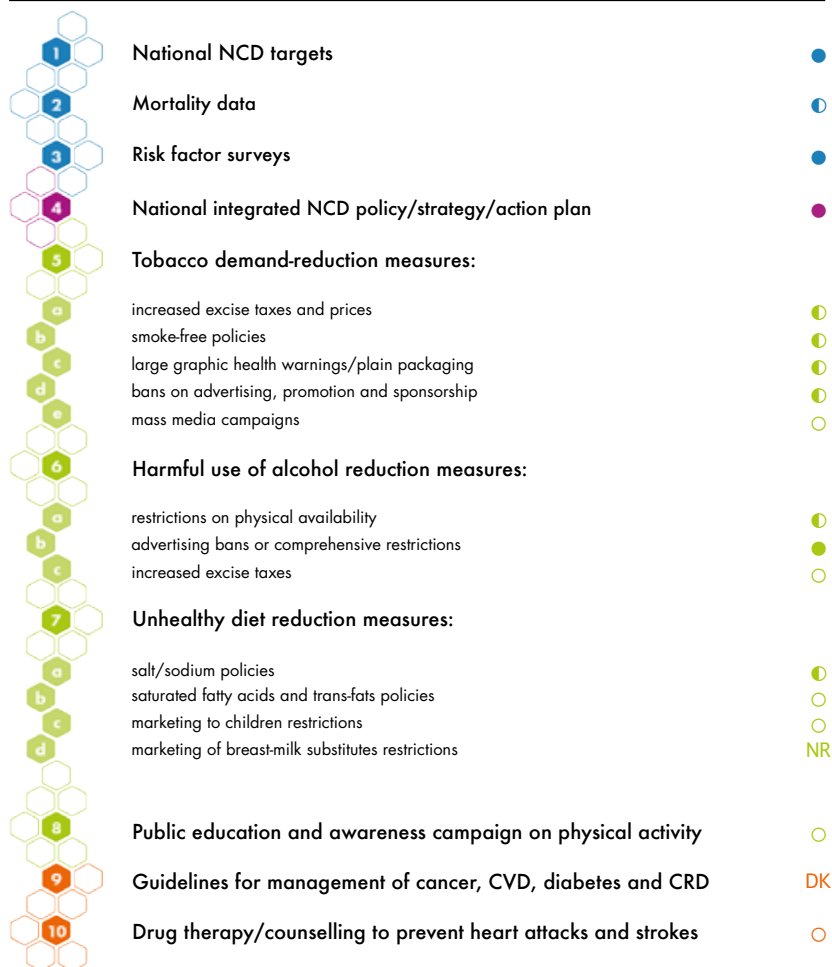 1 National NCD targets ●
2 Mortality data ◐
3 Risk factor surveys ●
4 National integrated NCD policy/strategy/action plan ●
5 Tobacco demand-reduction measures:
a increased excise taxes and prices ◐
b smoke-free policies ◐
c large graphic health warnings/plain packaging ◐
d bans on advertising, promotion and sponsorship ◐
e mass media campaigns ○
6 Harmful use of alcohol reduction measures:
a restrictions on physical availability ◐
b advertising bans or comprehensive restrictions ●
c increased excise taxes ○
7 Unhealthy diet reduction measures:
a salt/sodium policies ◐
b saturated fatty acids and trans-fats policies ○
c marketing to children restrictions ○
d marketing of breast-milk substitutes restrictions NR
8 Public education and awareness campaign on physical activity ○
9 Guidelines for management of cancer, CVD, diabetes and CRD DK
10 Drug therapy/counselling to prevent heart attacks and strokes ○